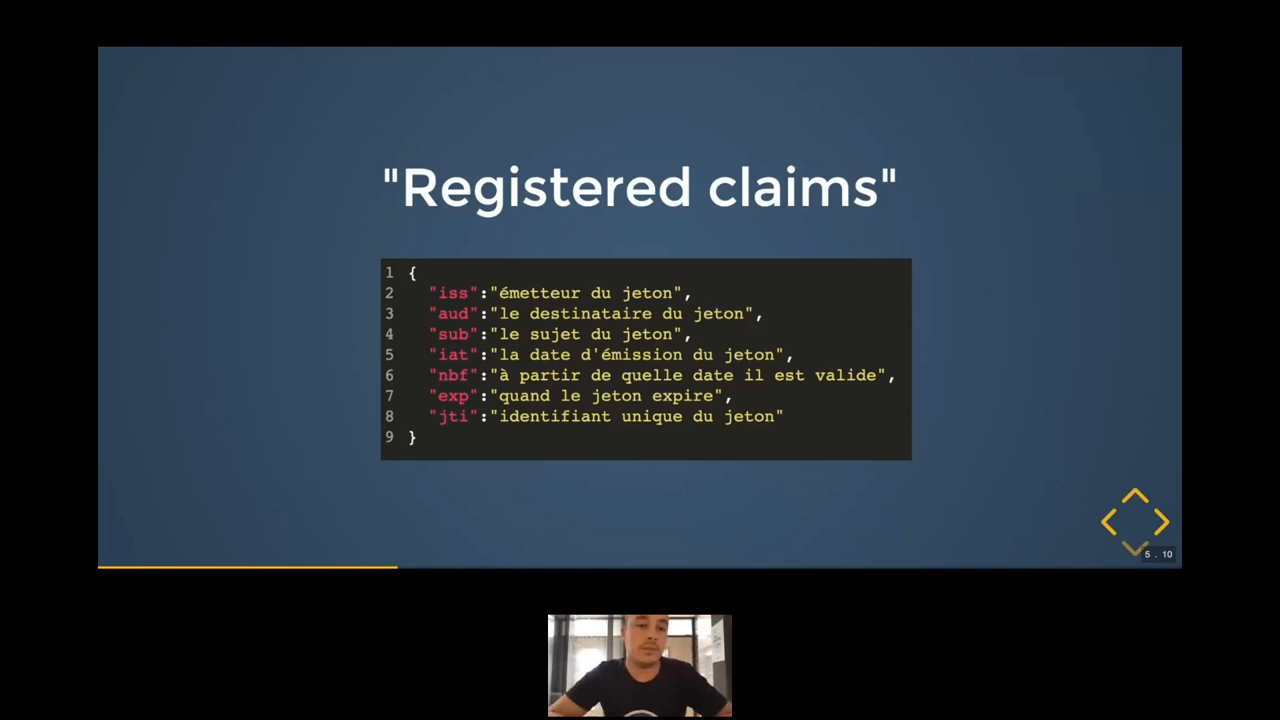 "Registered claims"
1 {
2 "iss":"émetteur du jeton",
3 "aud":"le destinataire du jeton",
4 "sub":"le sujet du jeton",
5 "iat":"la date d'émission du jeton",
6 "nbf":"à partir de quelle date il est valide",
7 "exp":"quand le jeton expire",
8 "jti":"identifiant unique du jeton"
9 }
5 . 10